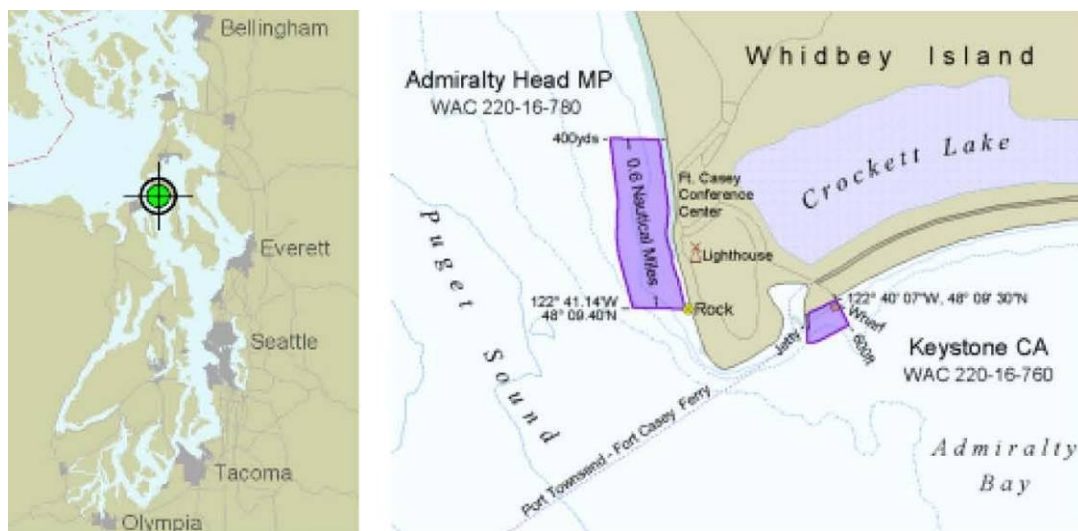 Bellingham
Everett
Seattle
Tacoma
Olympia
Whidbey Island
Admiralty Head MP
WAC 220-16-780
400yds
0.6 Nautical Miles
Ft. Casey
Conference
Center
Crockett Lake
Lighthouse
Puget Sound
122° 41.14'W
48° 09.40'N
Rock
122° 40' 07"W, 48° 09' 30"N
Wharf
600ft
Jetty
Keystone CA
WAC 220-16-760
Port Townsend - Fort Casey Ferry
Admiralty
Bay